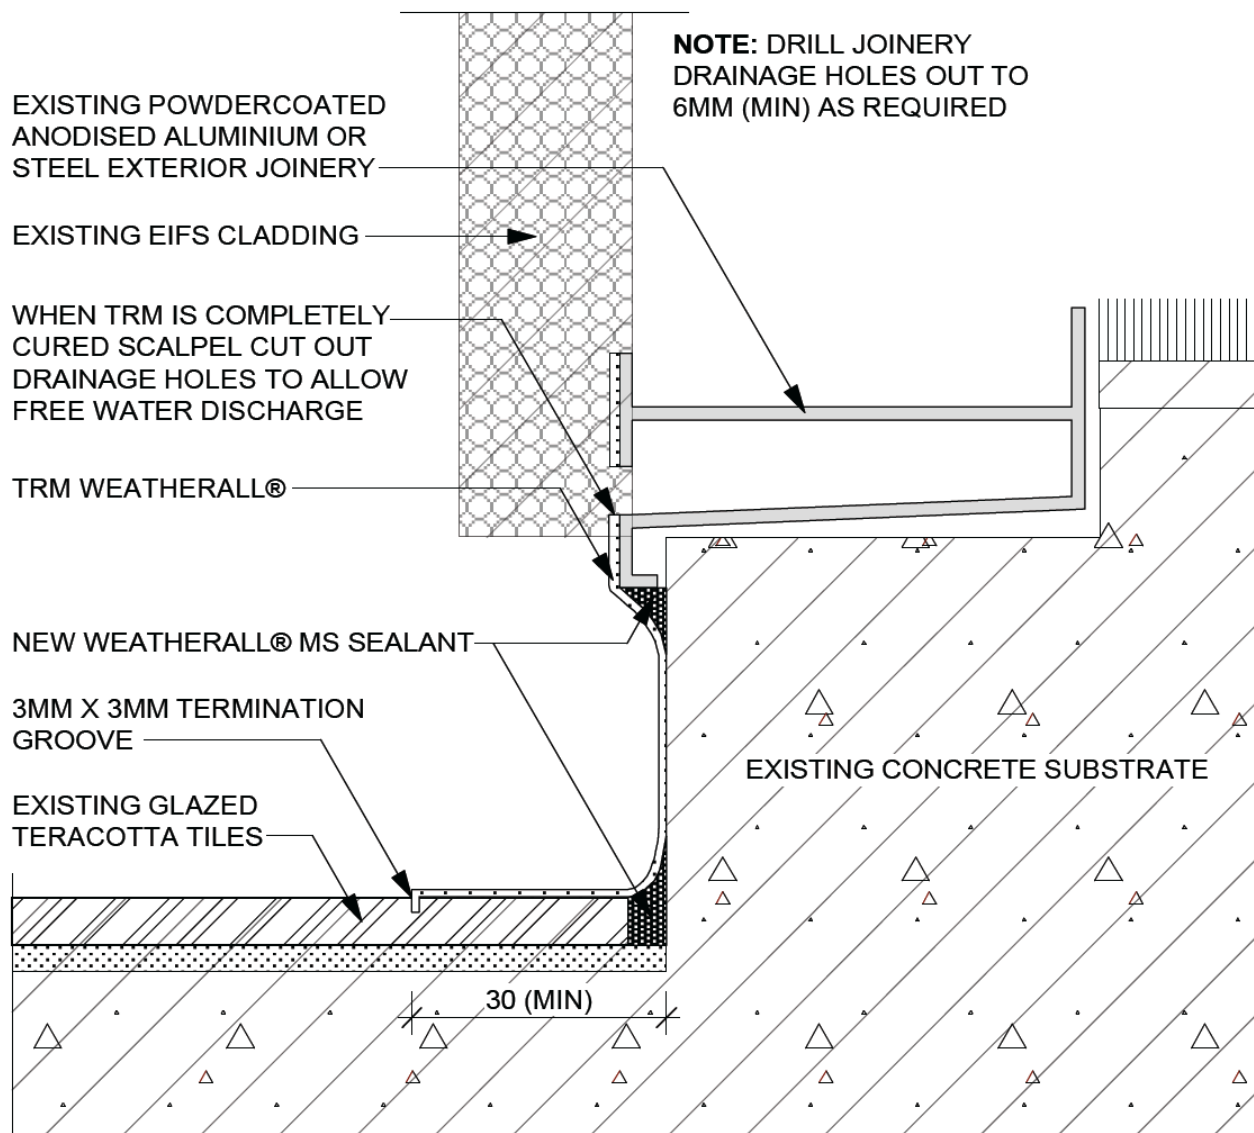 NOTE: DRILL JOINERY
DRAINAGE HOLES OUT TO
6MM (MIN) AS REQUIRED
EXISTING POWDERCOATED
ANODISED ALUMINIUM OR
STEEL EXTERIOR JOINERY
EXISTING EIFS CLADDING
WHEN TRM IS COMPLETELY
CURED SCALPEL CUT OUT
DRAINAGE HOLES TO ALLOW
FREE WATER DISCHARGE
TRM WEATHERALL®
NEW WEATHERALL® MS SEALANT
3MM X 3MM TERMINATION
GROOVE
EXISTING CONCRETE SUBSTRATE
EXISTING GLAZED
TERACOTTA TILES
30 (MIN)